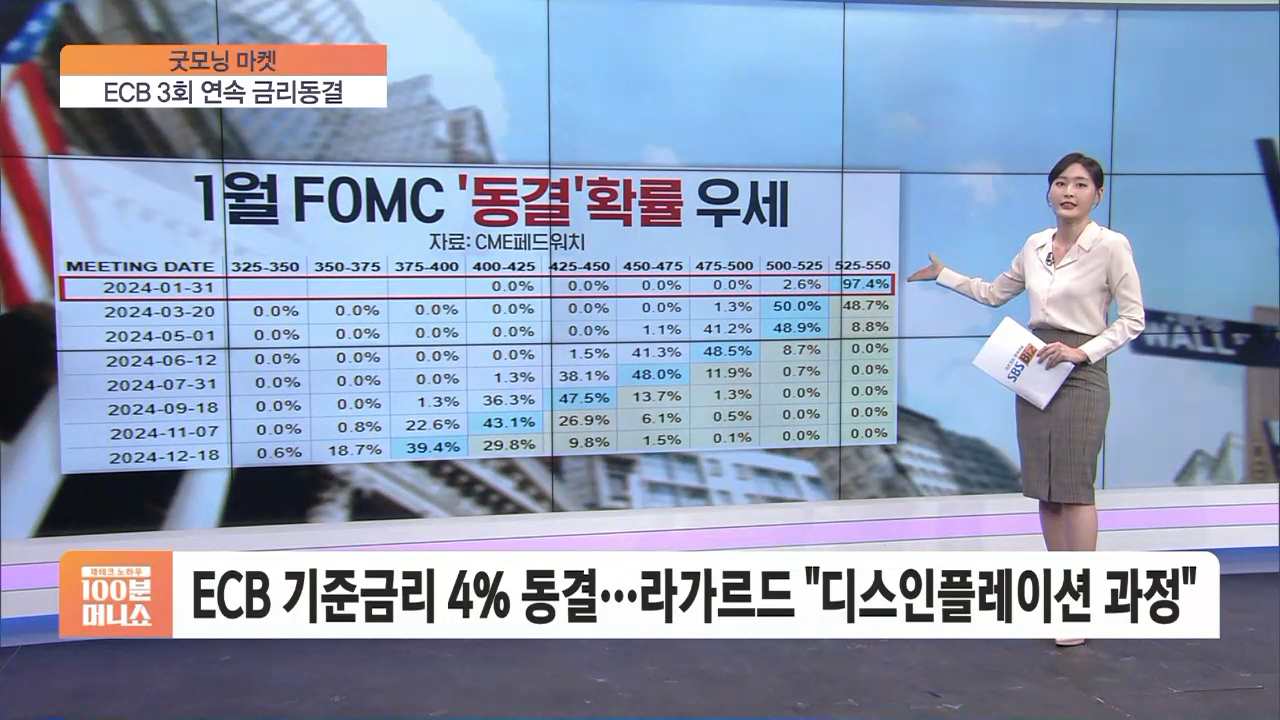 굿모닝 마켓
ECB 3회 연속 금리동결
1월 FOMC '동결'확률 우세
자료: CME페드워치
MEETING DATE 325-350 350-375 375-400 400-425 425-450 450-475 475-500 500-525 525-550
2024-01-31 0.0% 0.0% 0.0% 0.0% 2.6% 97.4%
2024-03-20 0.0% 0.0% 0.0% 0.0% 0.0% 0.0% 1.3% 50.0% 48.7%
2024-05-01 0.0% 0.0% 0.0% 0.0% 0.0% 1.1% 41.2% 48.9% 8.8%
2024-06-12 0.0% 0.0% 0.0% 0.0% 1.5% 41.3% 48.5% 8.7% 0.0%
2024-07-31 0.0% 0.0% 0.0% 1.3% 38.1% 48.0% 11.9% 0.7% 0.0%
2024-09-18 0.0% 0.0% 1.3% 36.3% 47.5% 13.7% 1.3% 0.0% 0.0%
2024-11-07 0.0% 0.8% 22.6% 43.1% 26.9% 6.1% 0.5% 0.0% 0.0%
2024-12-18 0.6% 18.7% 39.4% 29.8% 9.8% 1.5% 0.1% 0.0% 0.0%
SBS Biz
WALL ST
재테크 노하우
100분
머니쇼
ECB 기준금리 4% 동결…라가르드 "디스인플레이션 과정"